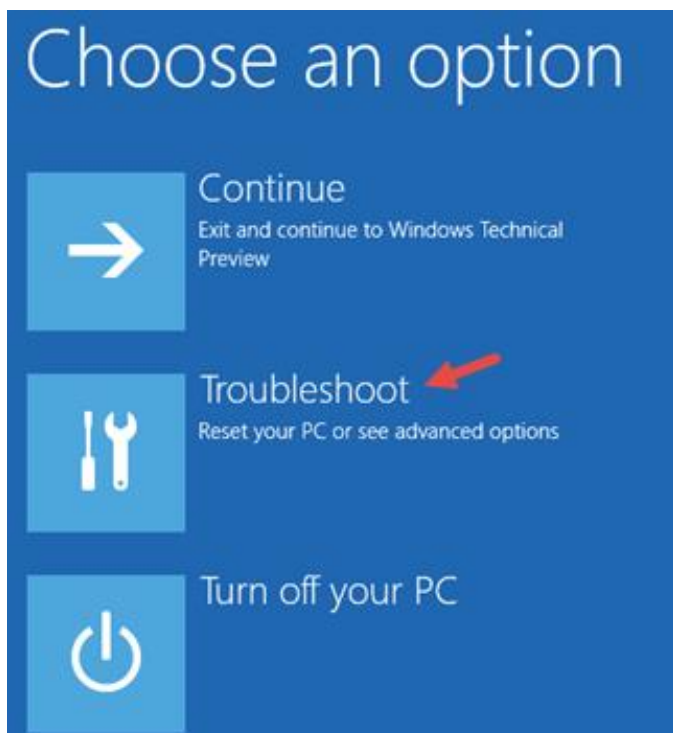 Choose an option
Continue
Exit and continue to Windows Technical
Preview
Troubleshoot
Reset your PC or see advanced options
Turn off your PC